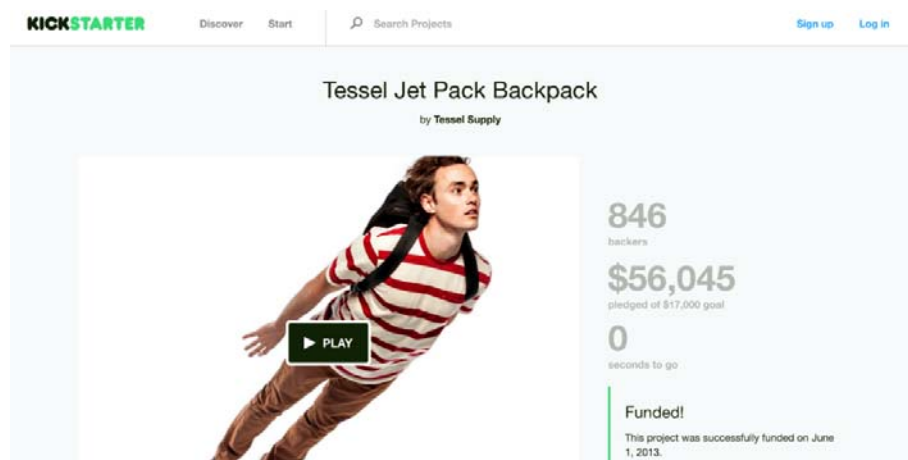 KICKSTARTER Discover Start Search Projects Sign up Log in
Tessel Jet Pack Backpack
by Tessel Supply
846
backers
$56,045
pledged of $17,000 goal
0
seconds to go
PLAY
Funded!
This project was successfully funded on June
1, 2013.